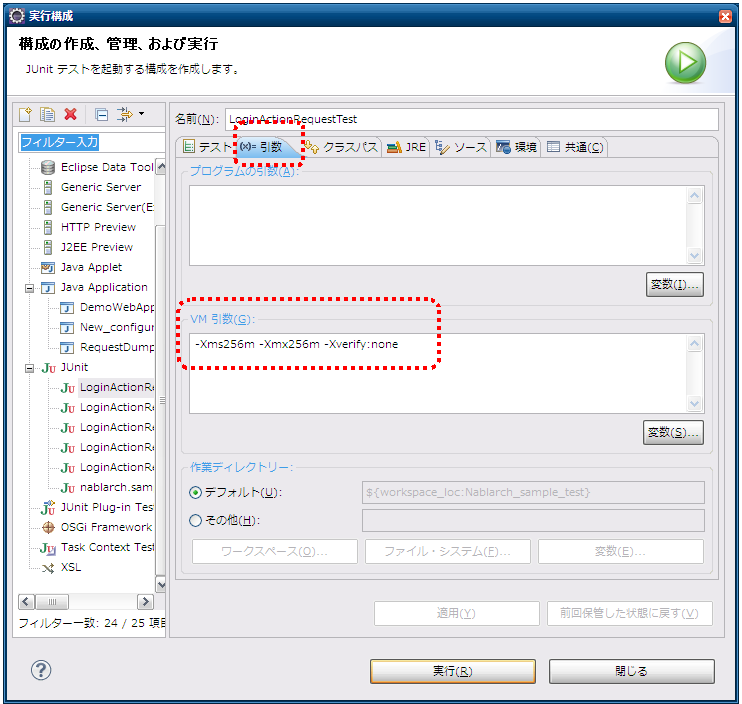 実行構成
構成の作成、管理、および実行
JUnit テストを起動する構成を作成します。
フィルター入力
Eclipse Data Tool
Generic Server
Generic Server(E
HTTP Preview
J2EE Preview
Java Applet
Java Application
DemoWebApp
New_configur
RequestDump
JUnit
LoginActionRe
LoginActionRe
LoginActionRe
LoginActionRe
LoginActionRe
nablarch.sam
JUnit Plug-in Test
OSGi Framework
Task Context Test
XSL
フィルター一致: 24 / 25 項目
名前(N): LoginActionRequestTest
テスト (x)= 引数 クラスパス JRE ソース 環境 共通(C)
プログラムの引数(A):
変数(I)...
VM 引数(G):
-Xms256m -Xmx256m -Xverify:none
変数(S)...
作業ディレクトリー:
デフォルト(U): ${workspace_loc:Nablarch_sample_test}
その他(H):
ワークスペース(O)... ファイル・システム(F)... 変数(E)...
適用(Y) 前回保管した状態に戻す(V)
? 実行(R) 閉じる